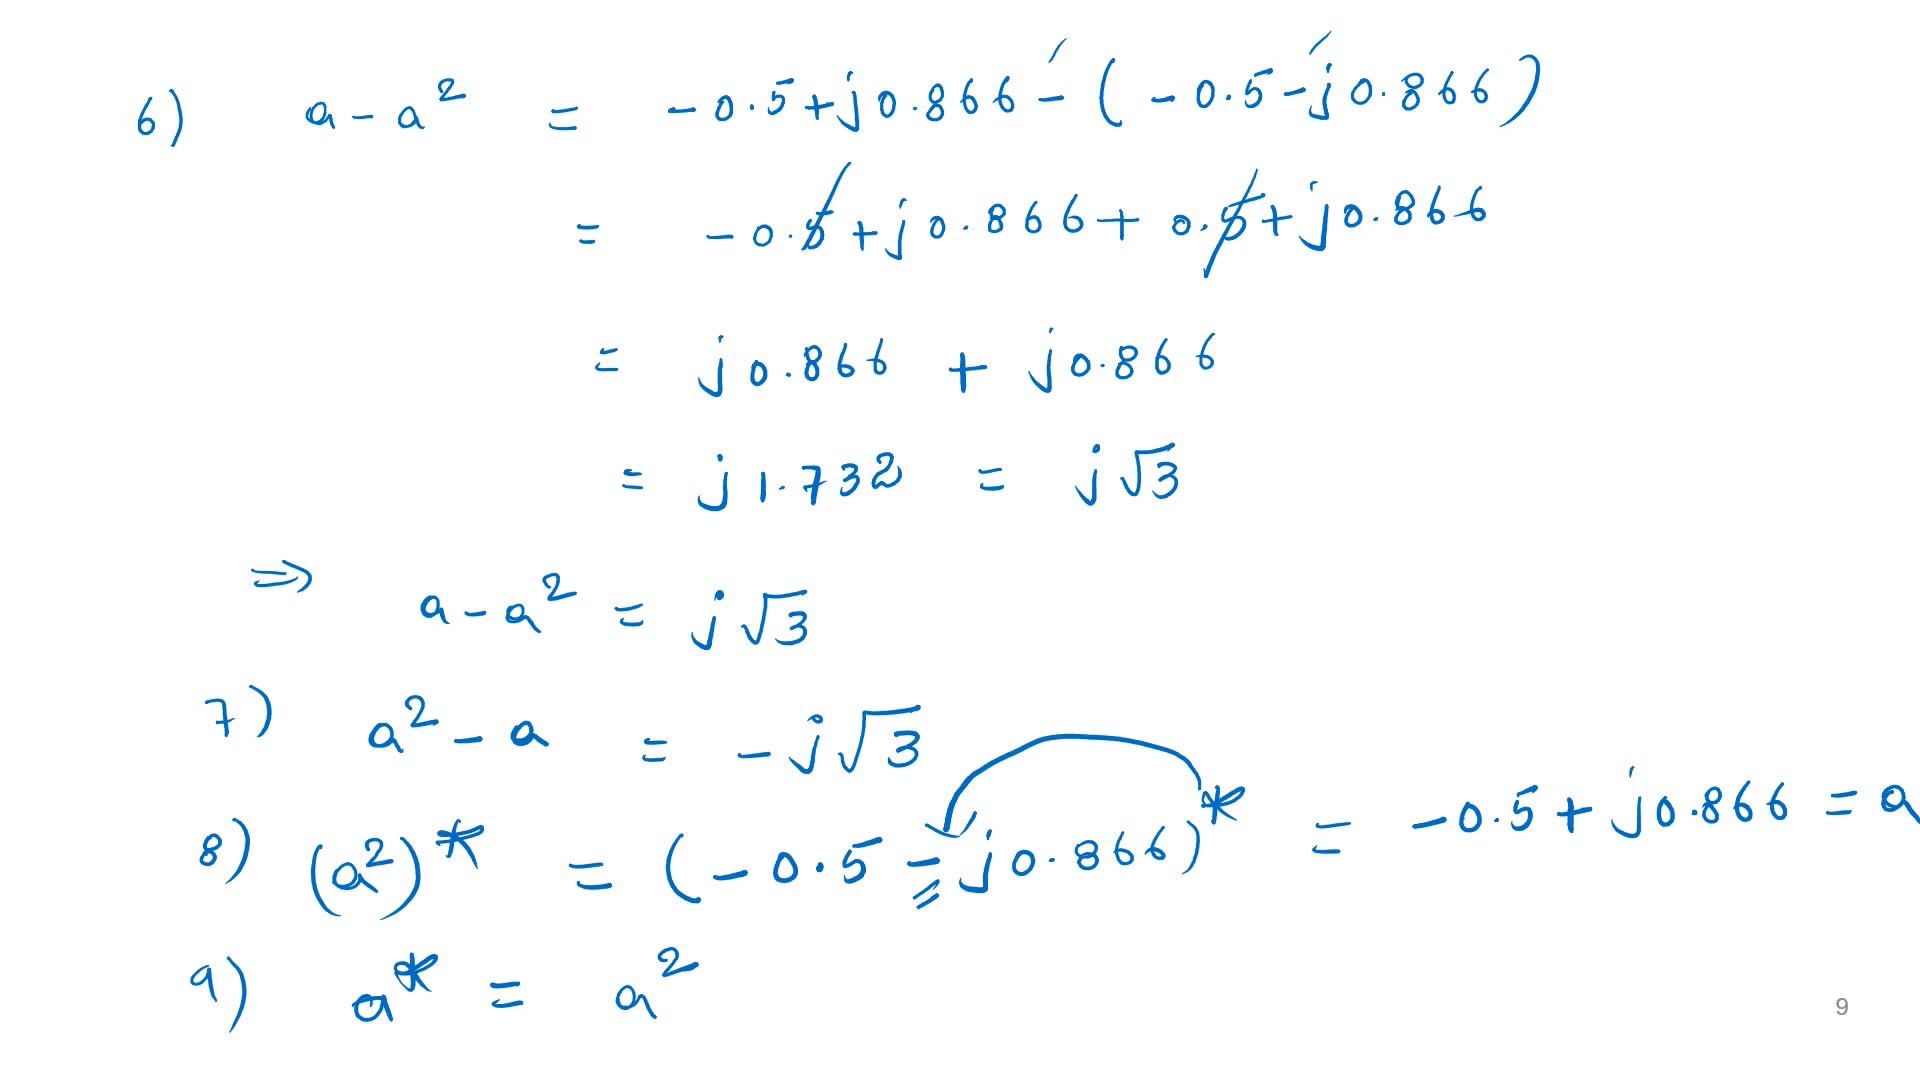 6) a - a² = - 0.5 + j0.866 - ( - 0.5 - j0.866 )
= - 0.5 + j0.866 + 0.5 + j0.866
= j0.866 + j0.866
= j1.732 = j√3
⇒ a - a² = j√3
7) a² - a = - j√3
8) (a²)* = ( - 0.5 - j0.866 )* = - 0.5 + j0.866 = a
9) a* = a²
9